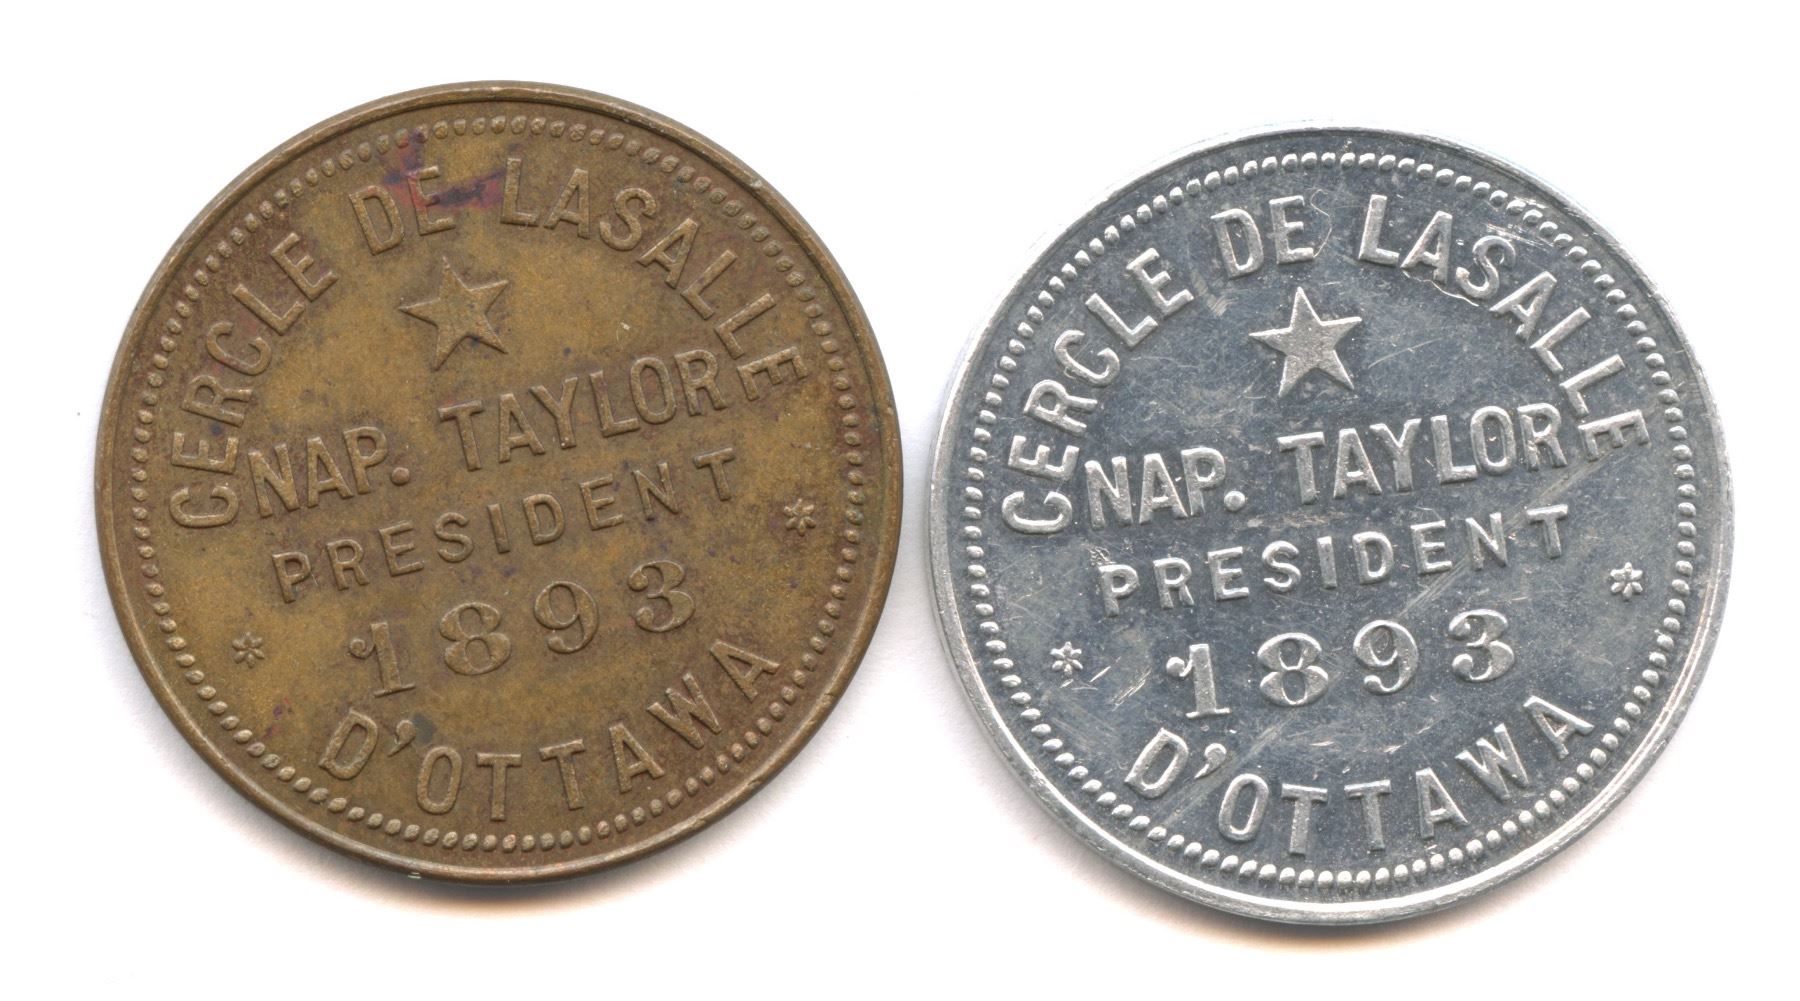 CERCLE DE LASALLE
NAP. TAYLOR
PRESIDENT
1893
D'OTTAWA
CERCLE DE LASALLE
NAP. TAYLOR
PRESIDENT
1893
D'OTTAWA